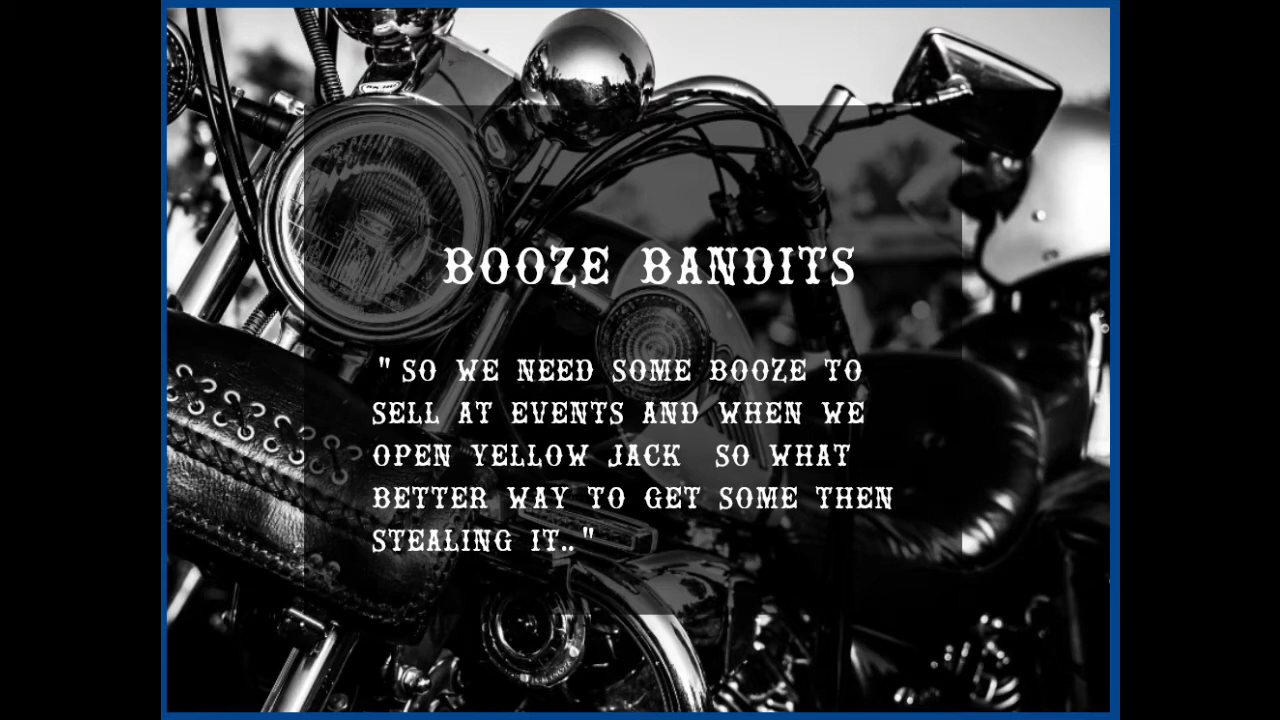 BOOZE BANDITS
"SO WE NEED SOME BOOZE TO
SELL AT EVENTS AND WHEN WE
OPEN YELLOW JACK SO WHAT
BETTER WAY TO GET SOME THEN
STEALING IT.."